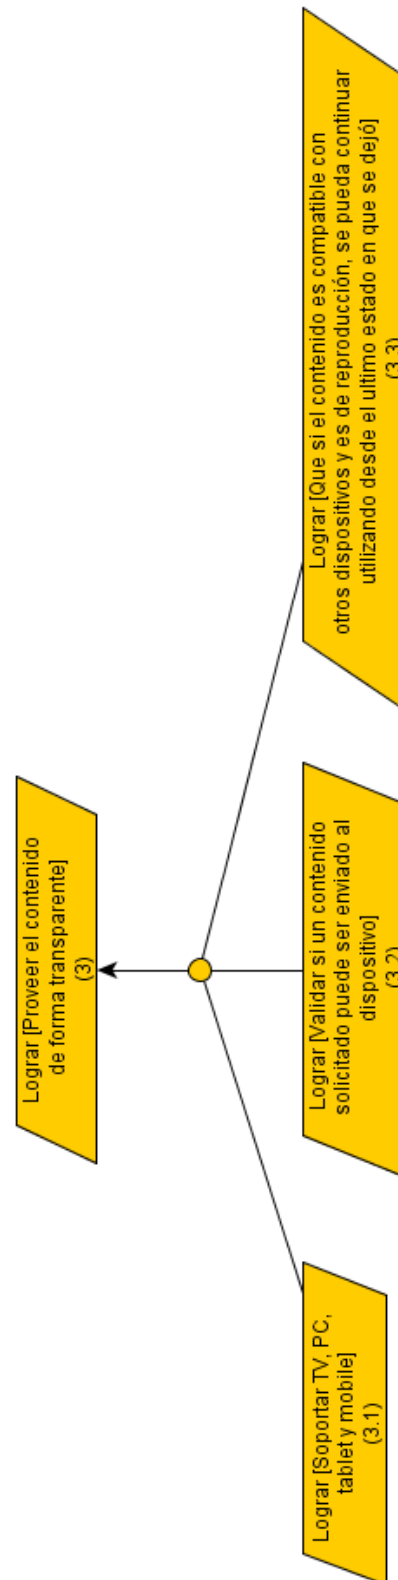 Lograr [Proveer el contenido
de forma transparente]
(3)
Lograr [Soportar TV, PC,
tablet y mobile]
(3.1)
Lograr [Validar si un contenido
solicitado puede ser enviado al
dispositivo]
(3.2)
Lograr [Que si el contenido es compatible con
otros dispositivos y es de reproducción, se pueda continuar
utilizando desde el ultimo estado en que se dejó]
(3.3)